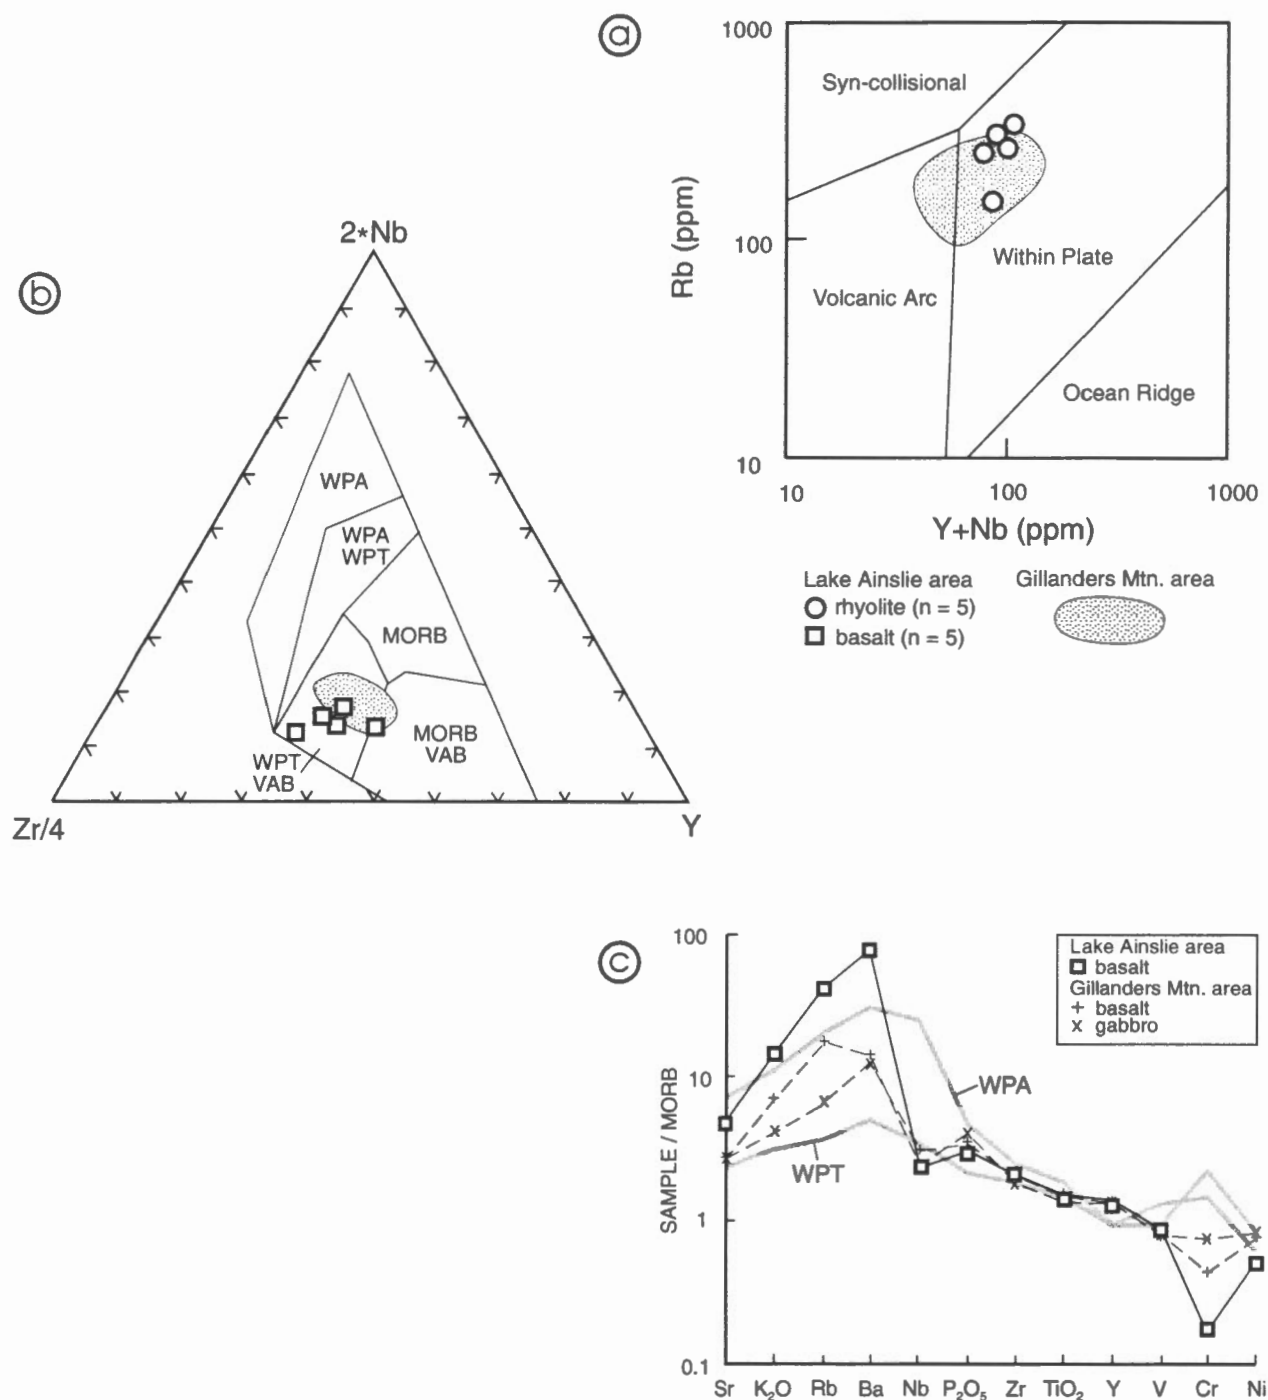 a
1000
Syn-collisional
Rb (ppm)
100
Within Plate
Volcanic Arc
Ocean Ridge
10
10
100
1000
Y+Nb (ppm)
Lake Ainslie area
rhyolite (n = 5)
basalt (n = 5)
Gillanders Mtn. area
b
2*Nb
WPA
WPA
WPT
MORB
MORB
VAB
WPT
VAB
Zr/4
Y
c
100
10
1
0.1
SAMPLE / MORB
Lake Ainslie area
basalt
Gillanders Mtn. area
basalt
gabbro
WPA
WPT
Sr K₂O Rb Ba Nb P₂O₅ Zr TiO₂ Y V Cr Ni